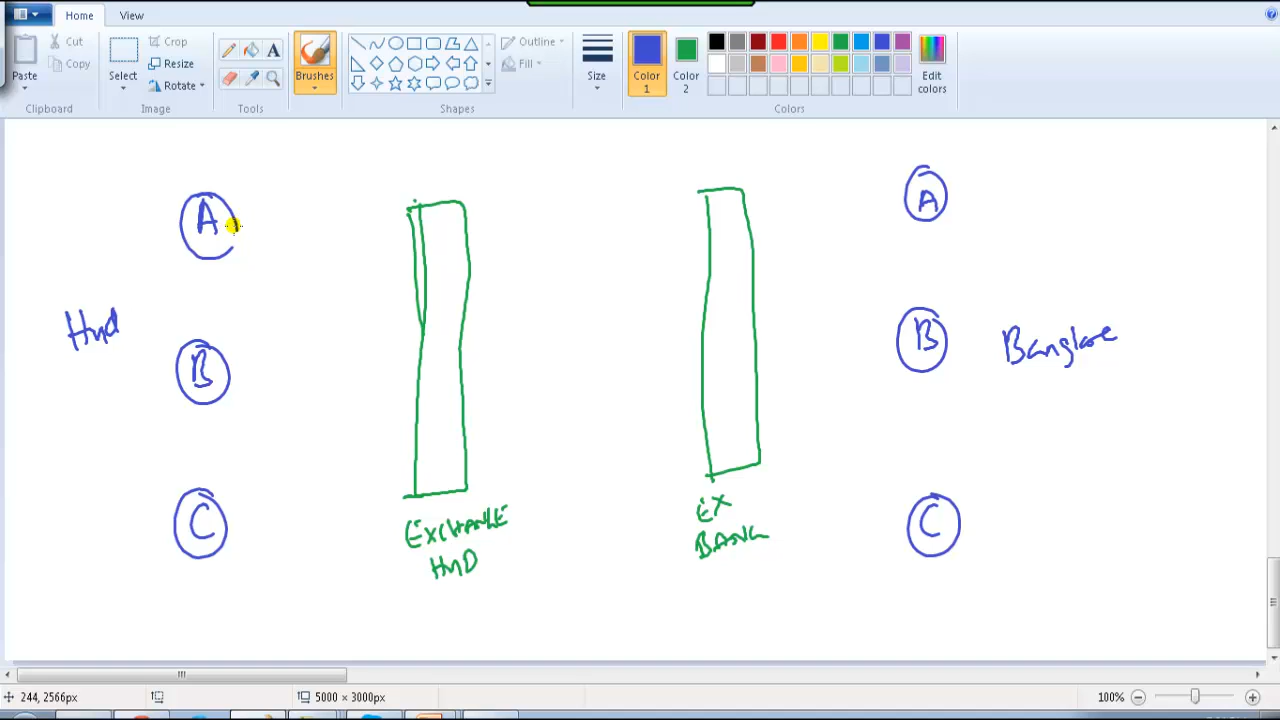 Home View
Cut
Copy
Paste
Clipboard
Select
Crop
Resize
Rotate
Image
Tools
Brushes
Outline
Fill
Shapes
Size
Color 1
Color 2
Edit colors
Colors
A
A
Hyd
B
B
Banglore
C
C
EXCHANGE
HYD
EX
BANG
244, 2566px
5000 × 3000px
100%